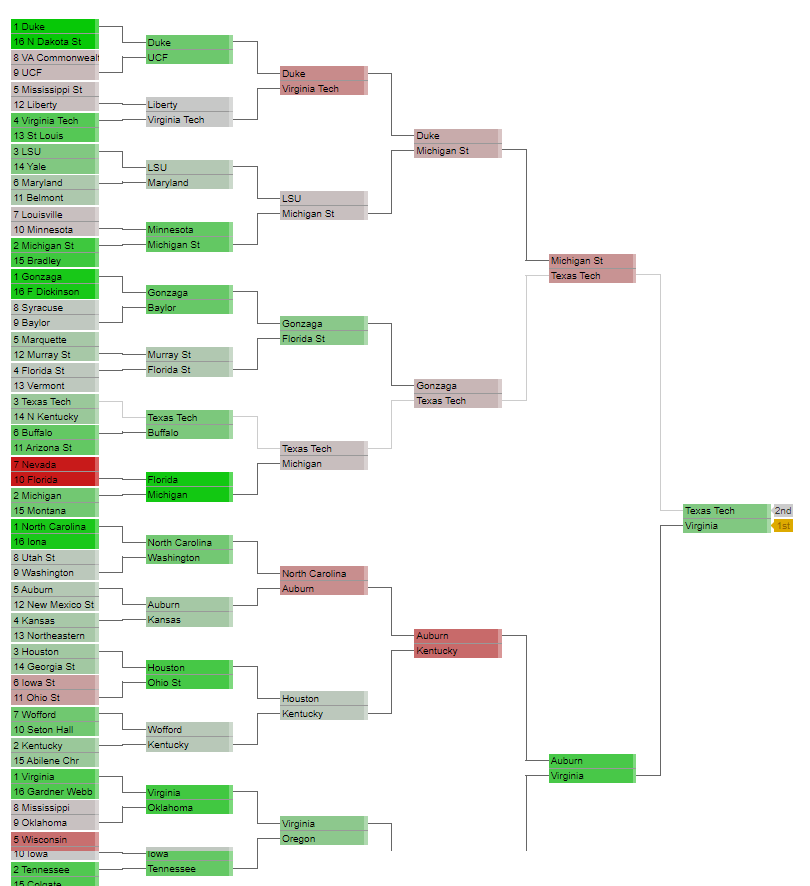 1 Duke
16 N Dakota St
8 VA Commonwealt
9 UCF
5 Mississippi St
12 Liberty
4 Virginia Tech
13 St Louis
3 LSU
14 Yale
6 Maryland
11 Belmont
7 Louisville
10 Minnesota
2 Michigan St
15 Bradley
1 Gonzaga
16 F Dickinson
8 Syracuse
9 Baylor
5 Marquette
12 Murray St
4 Florida St
13 Vermont
3 Texas Tech
14 N Kentucky
6 Buffalo
11 Arizona St
7 Nevada
10 Florida
2 Michigan
15 Montana
1 North Carolina
16 Iona
8 Utah St
9 Washington
5 Auburn
12 New Mexico St
4 Kansas
13 Northeastern
3 Houston
14 Georgia St
6 Iowa St
11 Ohio St
7 Wofford
10 Seton Hall
2 Kentucky
15 Abilene Chr
1 Virginia
16 Gardner Webb
8 Mississippi
9 Oklahoma
5 Wisconsin
10 Iowa
2 Tennessee
15 Colgate
Duke
UCF
Liberty
Virginia Tech
LSU
Maryland
Minnesota
Michigan St
Gonzaga
Baylor
Murray St
Florida St
Texas Tech
Buffalo
Florida
Michigan
North Carolina
Washington
Auburn
Kansas
Houston
Ohio St
Wofford
Kentucky
Virginia
Oklahoma
Iowa
Tennessee
Duke
Virginia Tech
LSU
Michigan St
Gonzaga
Florida St
Texas Tech
Michigan
North Carolina
Auburn
Houston
Kentucky
Virginia
Oregon
Duke
Michigan St
Gonzaga
Texas Tech
Auburn
Kentucky
Michigan St
Texas Tech
Auburn
Virginia
Texas Tech 2nd
Virginia 1st